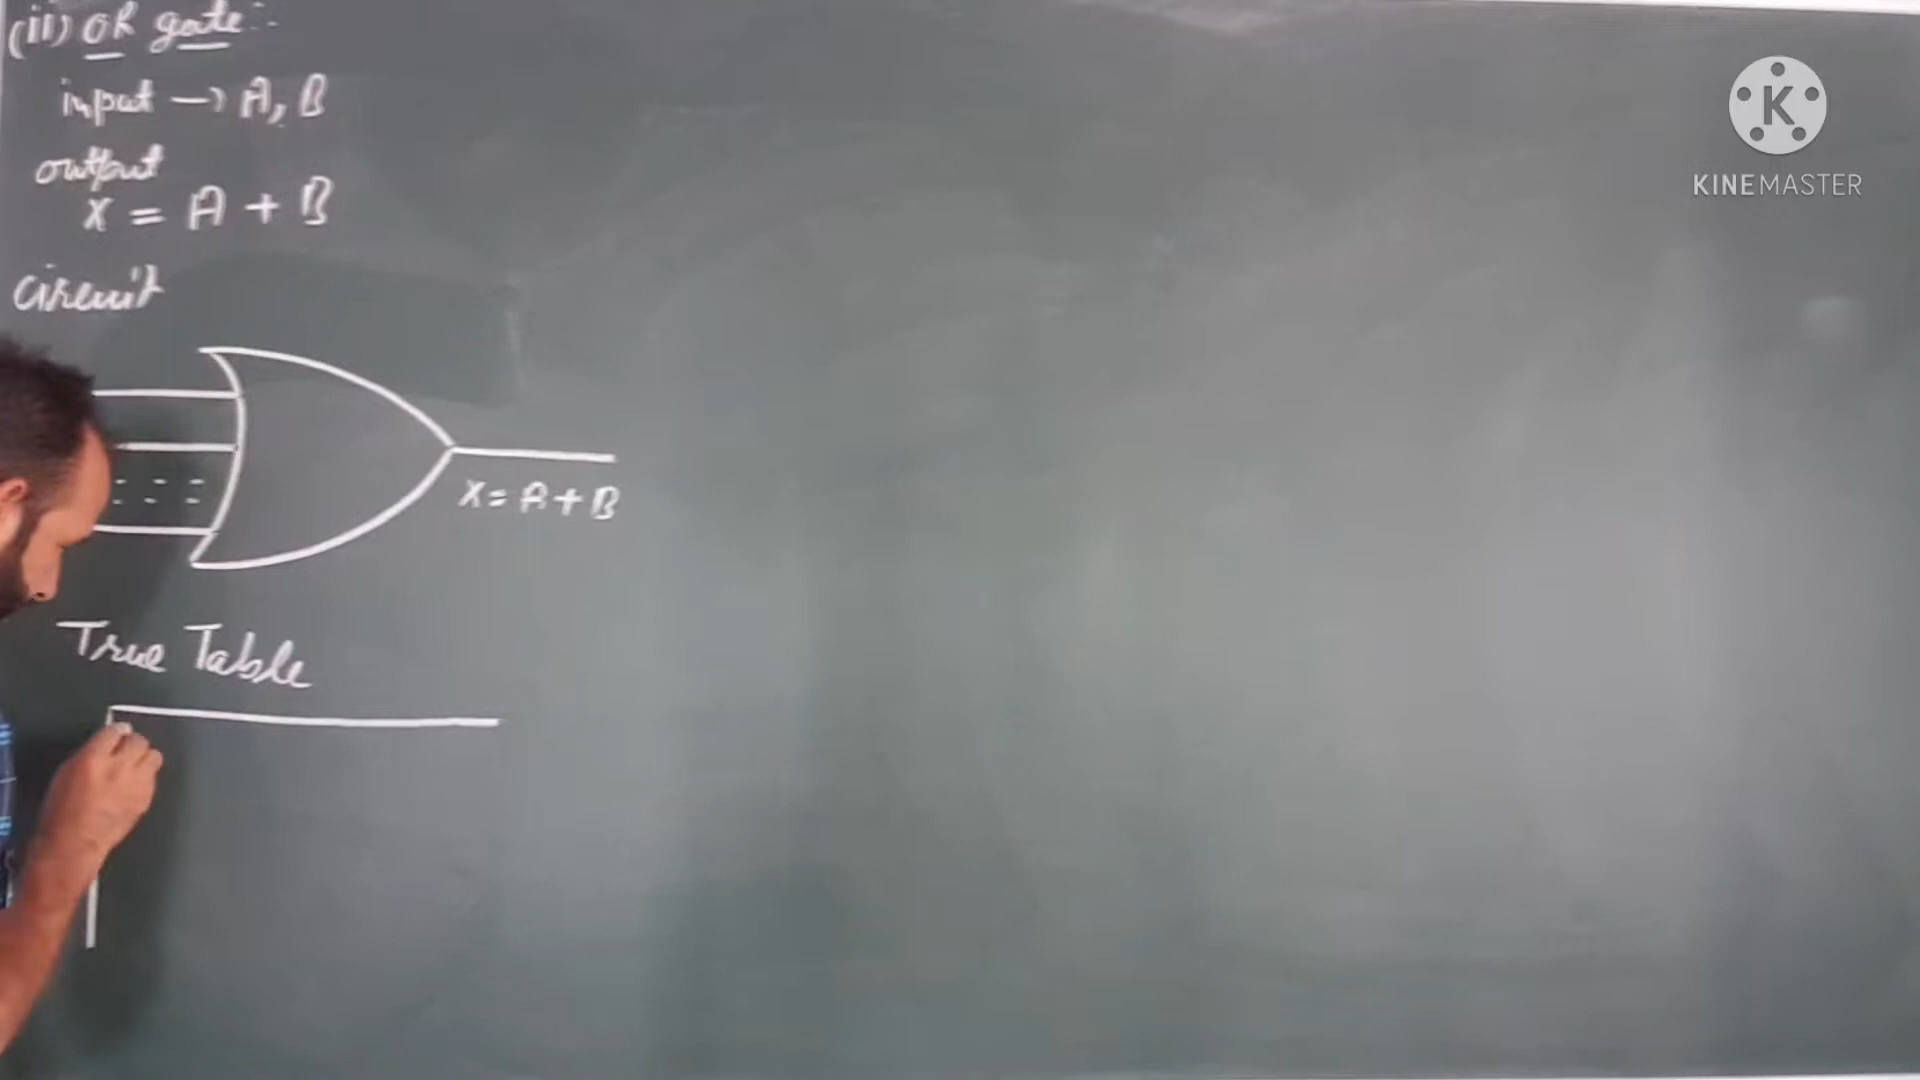 (ii) OR gate :-
input → A, B
output
X = A + B
circuit
X = A + B
True Table
K
KINEMASTER